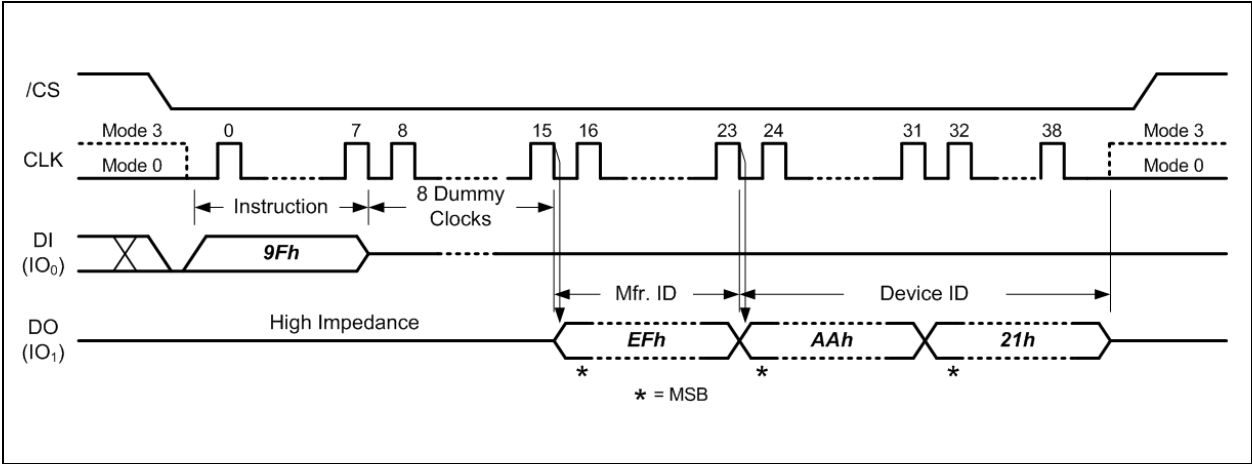 /CS
Mode 3 0 7 8 15 16 23 24 31 32 38 Mode 3
CLK
Mode 0 Mode 0
Instruction 8 Dummy
Clocks
DI
(IO₀)
9Fh
Mfr. ID Device ID
High Impedance
DO
(IO₁)
EFh AAh 21h
* * *
* = MSB